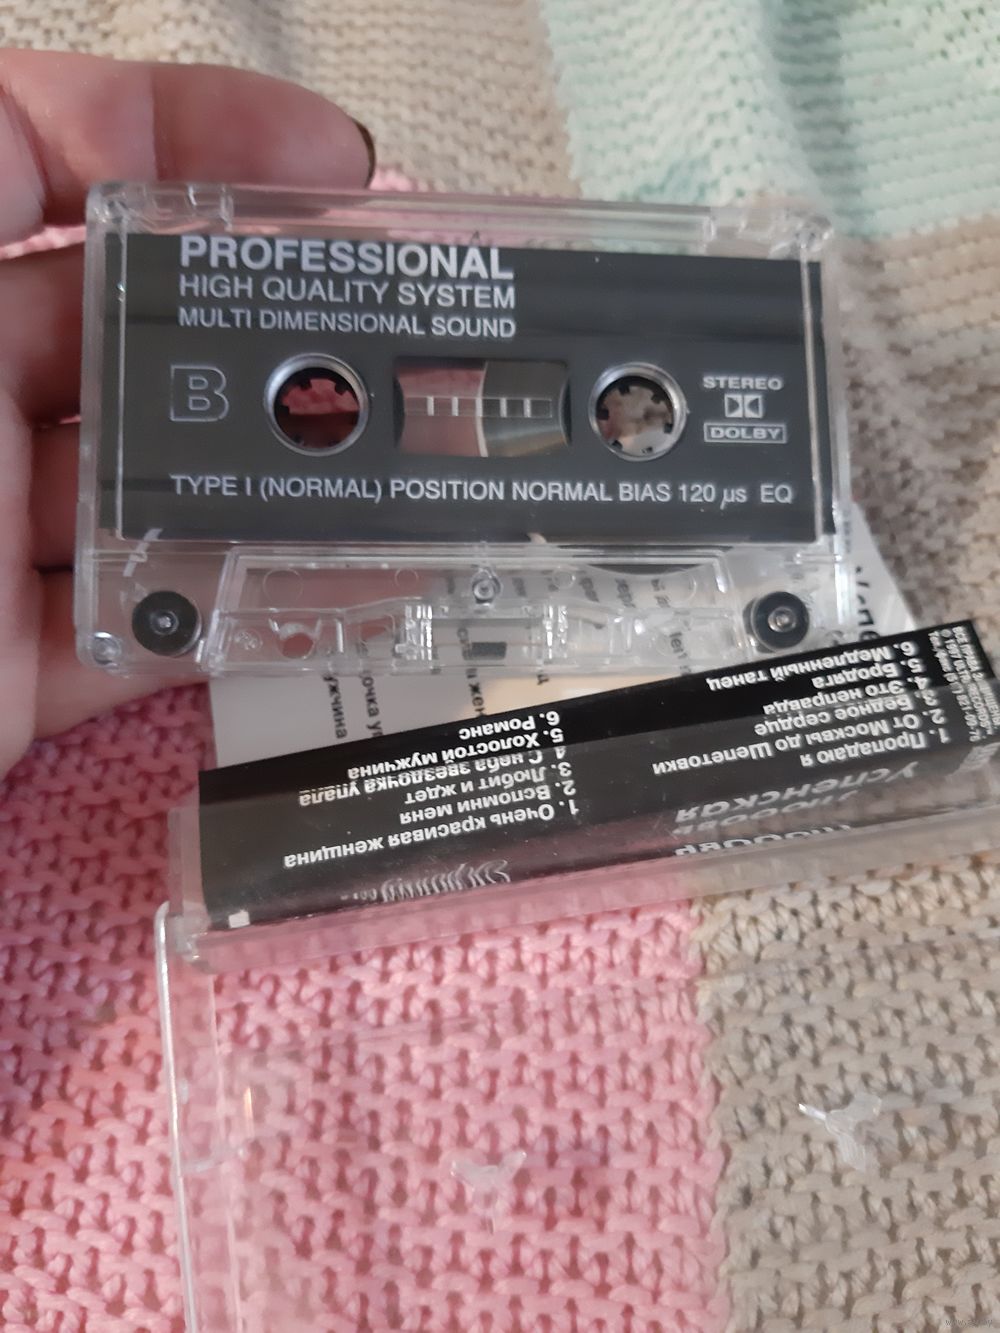 PROFESSIONAL
HIGH QUALITY SYSTEM
MULTI DIMENSIONAL SOUND
B
STEREO
DOLBY
TYPE I (NORMAL) POSITION NORMAL BIAS 120 µs EQ
Любовь
Успенская
1. Пропадаю я
2. От Москвы до Шепетовки
3. Бедное сердце
4. Это неправда
5. Бродяга
6. Медленный танец
1. Очень красивая женщина
2. Вспомни меня
3. Любит и ждет
4. С неба звездочка упала
5. Холостой мужчина
6. Романс